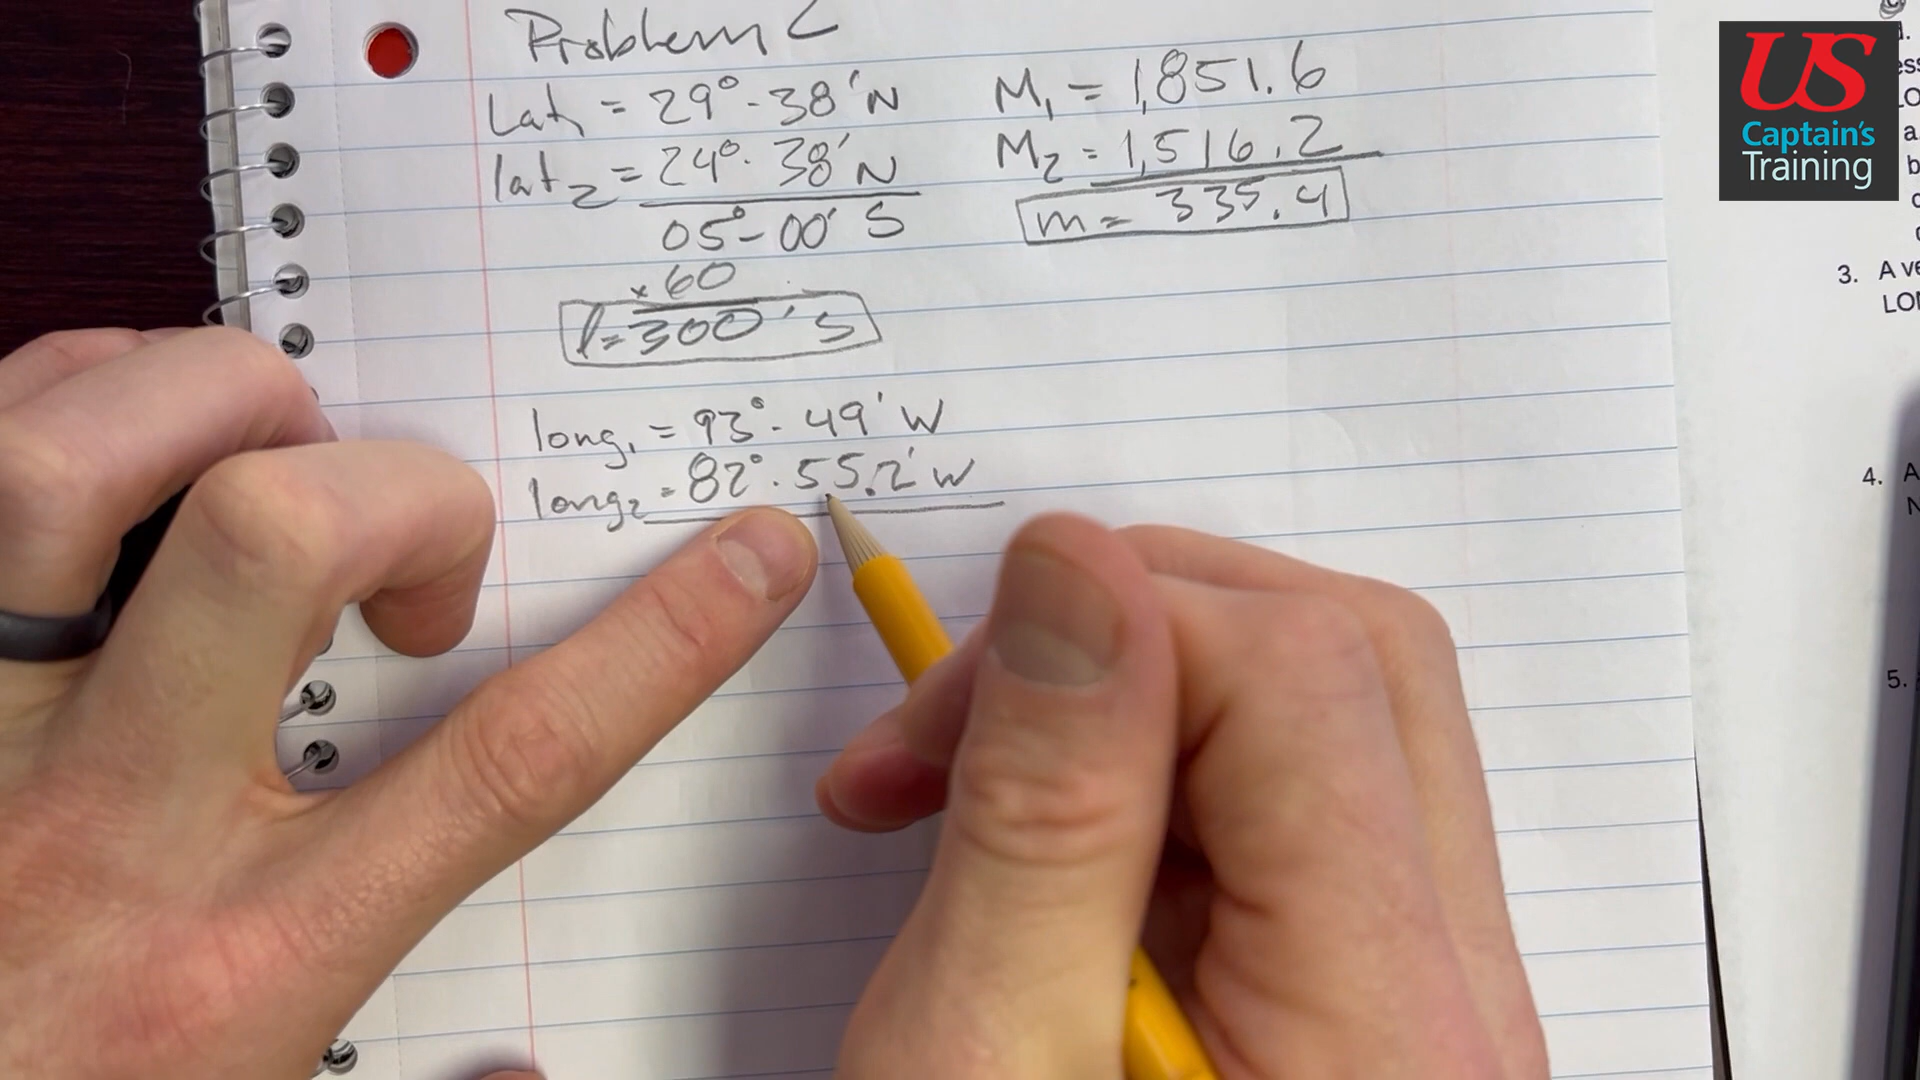 Problem 2
Lat₁ = 29°-38'N
lat₂ = 24°-38'N
05°-00' S
×60
l=300' S
M₁ = 1,851.6
M₂ = 1,516.2
m = 335.4
long₁ = 93°-49' W
long₂ = 82°-55.2' W
US
Captain's
Training
3. A ve
LO
4. A
N
5.